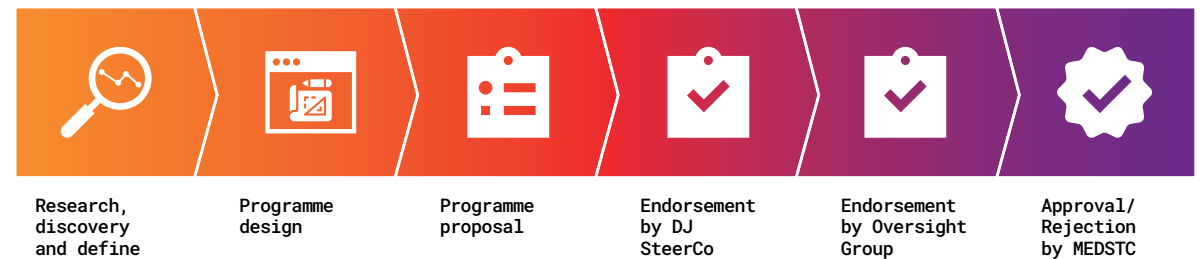 Research,
discovery
and define
Programme
design
Programme
proposal
Endorsement
by DJ
SteerCo
Endorsement
by Oversight
Group
Approval/
Rejection
by MEDSTC